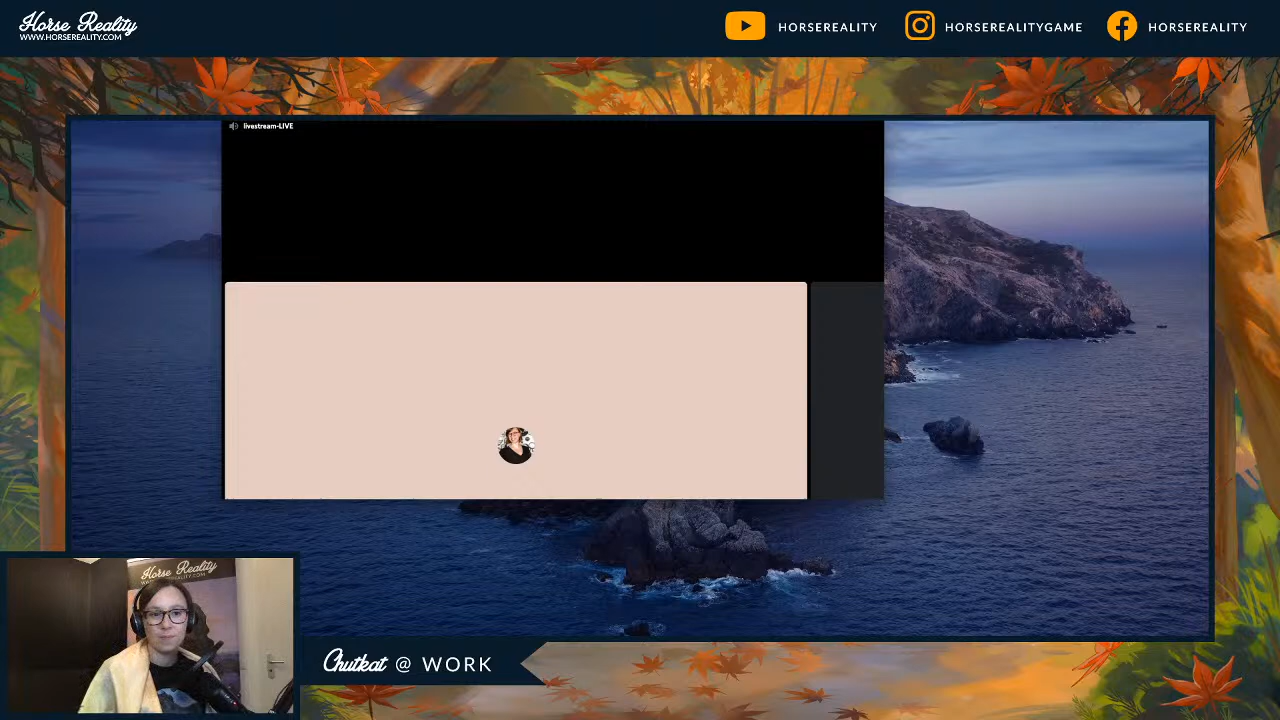 Horse Reality
WWW.HORSEREALITY.COM
HORSEREALITY
HORSEREALITYGAME
HORSEREALITY
livestream-LIVE
Horse Reality
Chutkat @ WORK